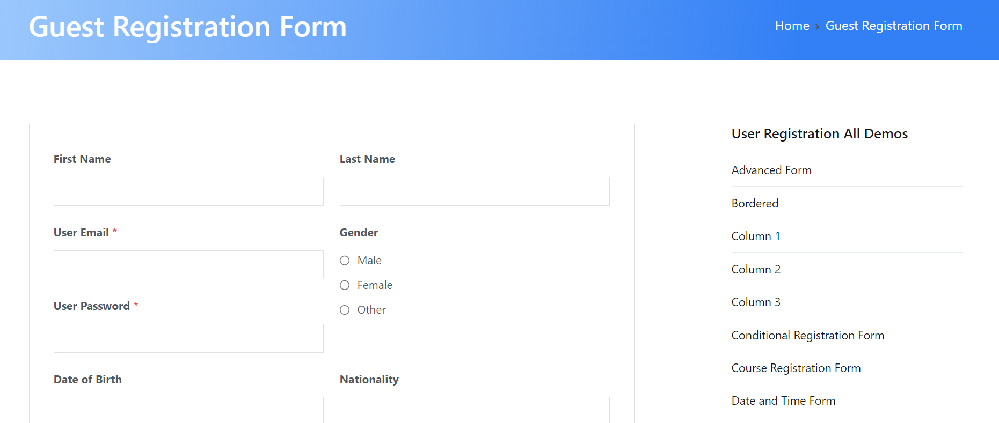 Guest Registration Form
Home > Guest Registration Form
First Name
Last Name
User Email *
Gender
Male
Female
Other
User Password *
Date of Birth
Nationality
User Registration All Demos
Advanced Form
Bordered
Column 1
Column 2
Column 3
Conditional Registration Form
Course Registration Form
Date and Time Form